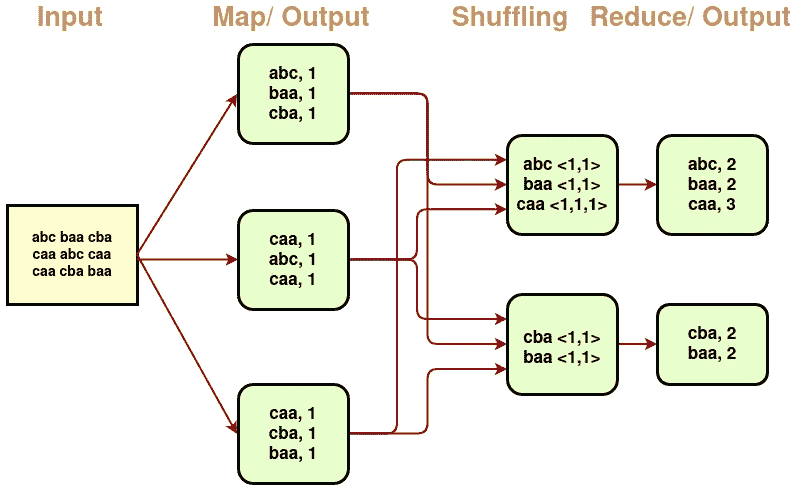 Input
Map/ Output
Shuffling
Reduce/ Output
abc baa cba
caa abc caa
caa cba baa
abc, 1
baa, 1
cba, 1
caa, 1
abc, 1
caa, 1
caa, 1
cba, 1
baa, 1
abc <1,1>
baa <1,1>
caa <1,1,1>
cba <1,1>
baa <1,1>
abc, 2
baa, 2
caa, 3
cba, 2
baa, 2